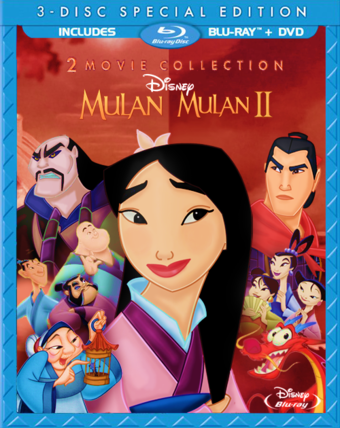 3-DISC SPECIAL EDITION
INCLUDES Blu-ray Disc BLU-RAY™ + DVD
2 MOVIE COLLECTION
Disney
MULAN MULAN II
Disney
Blu-ray